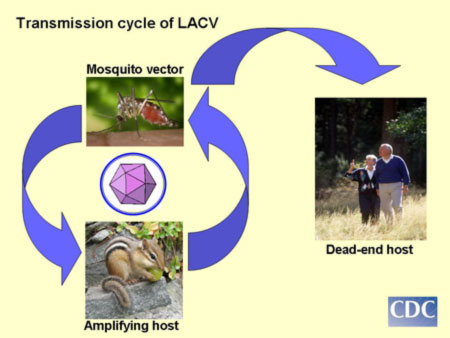 Transmission cycle of LACV
Mosquito vector
Dead-end host
Amplifying host
CDC